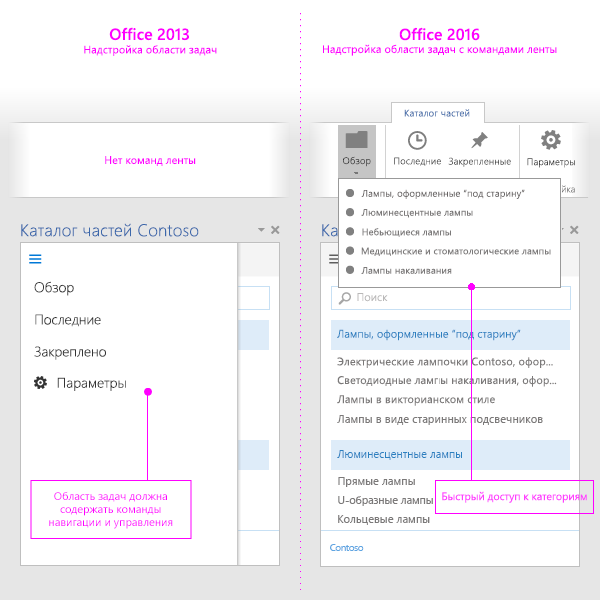 Office 2013
Надстройка области задач
Нет команд ленты
Каталог частей Contoso
Обзор
Последние
Закреплено
Параметры
Область задач должна
содержать команды
навигации и управления
Office 2016
Надстройка области задач с командами ленты
Каталог частей
Обзор
Последние
Закрепленные
Параметры
йка
Лампы, оформленные “под старину”
Люминесцентные лампы
Небьющиеся лампы
Медицинские и стоматологические лампы
Лампы накаливания
Поиск
Лампы, оформленные “под старину”
Электрические лампочки Contoso, офор...
Светодиодные лампы накаливания, офор...
Лампы в викторианском стиле
Лампы в виде старинных подсвечников
Люминесцентные лампы
Прямые лампы
U-образные лампы
Кольцевые лампы
Быстрый доступ к категориям
Contoso